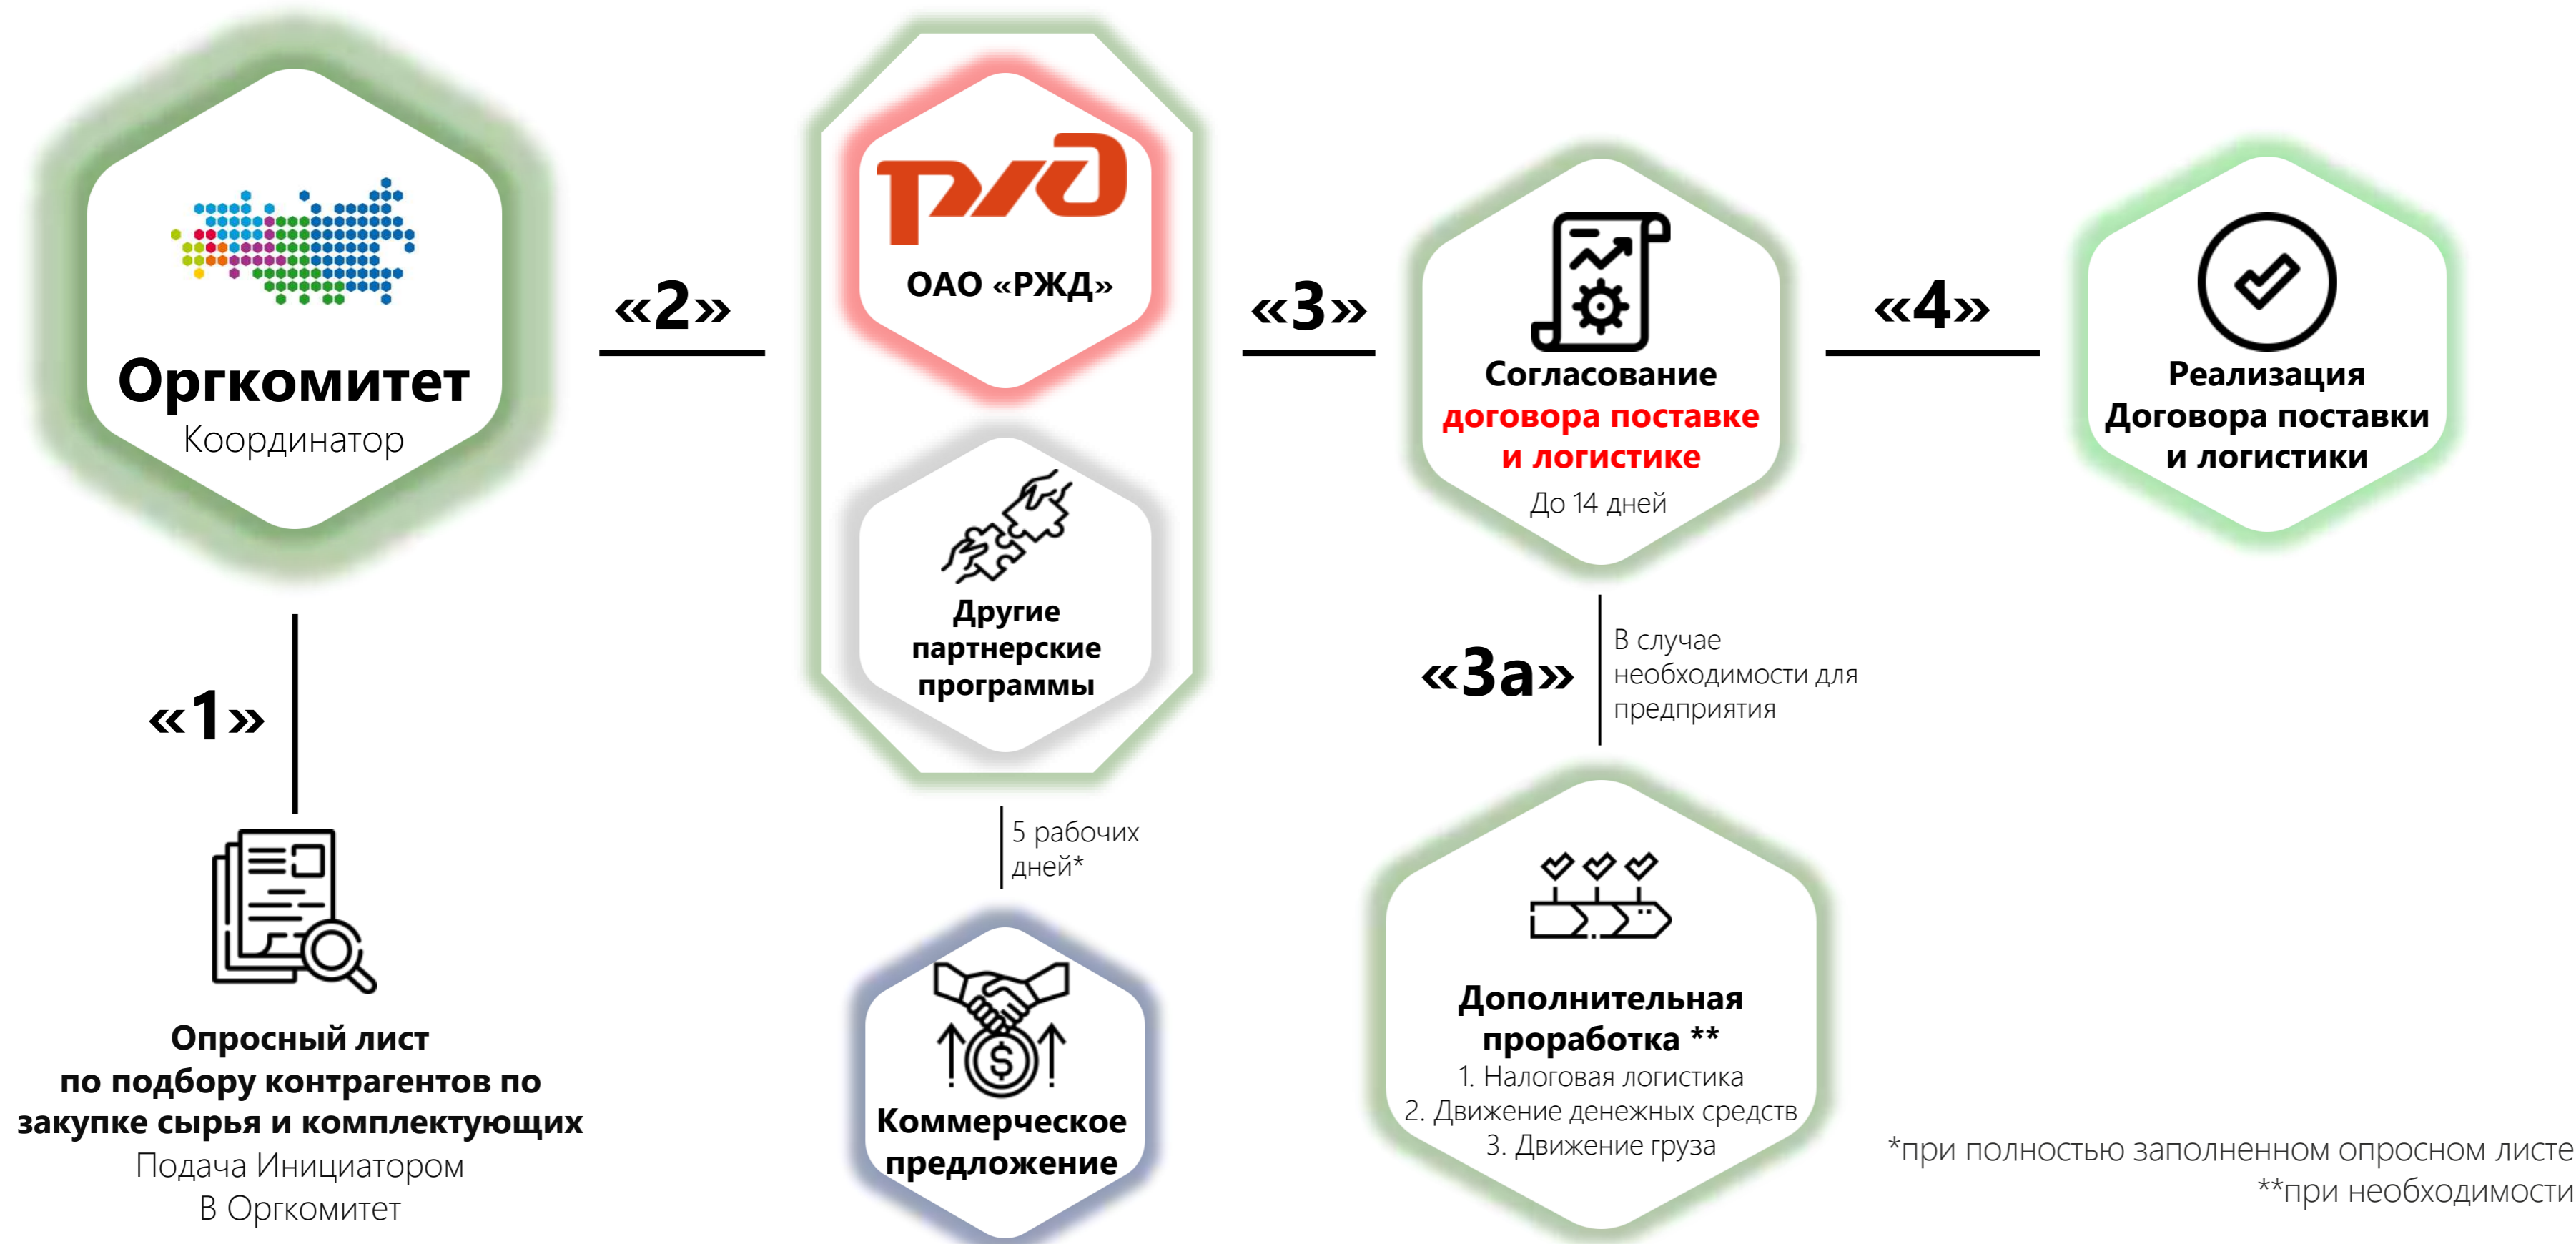 Оргкомитет
Координатор
«1»
Опросный лист
по подбору контрагентов по
закупке сырья и комплектующих
Подача Инициатором
В Оргкомитет
«2»
ржд
ОАО «РЖД»
Другие
партнерские
программы
5 рабочих
дней*
Коммерческое
предложение
«3»
Согласование
договора поставке
и логистике
До 14 дней
«3а»
В случае
необходимости для
предприятия
Дополнительная
проработка **
1. Налоговая логистика
2. Движение денежных средств
3. Движение груза
«4»
Реализация
Договора поставки
и логистики
*при полностью заполненном опросном листе
**при необходимости